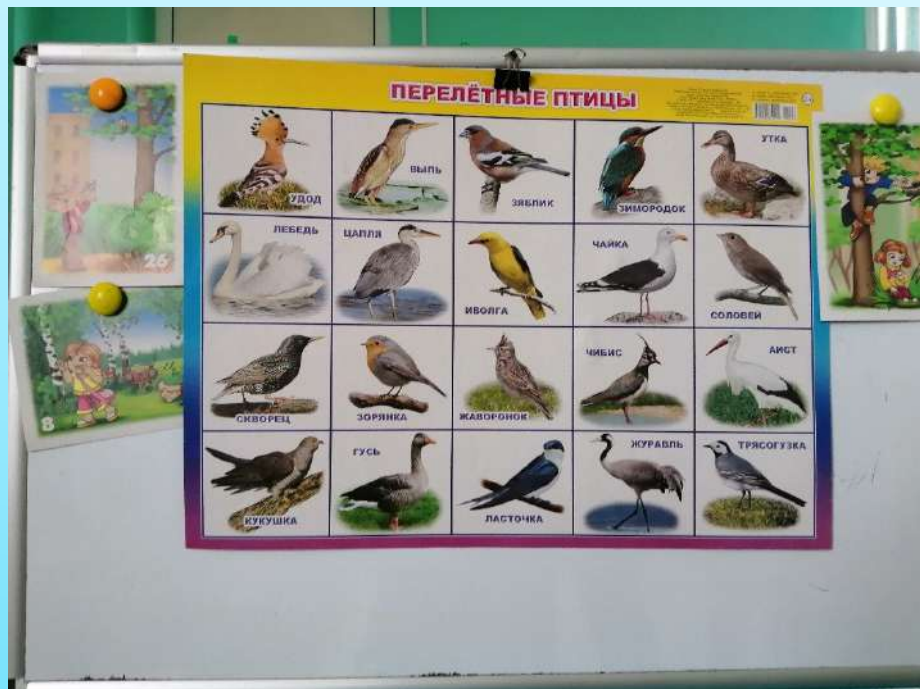 ПЕРЕЛЁТНЫЕ ПТИЦЫ
УДОД
ВЫПЬ
ЗЯБЛИК
ЗИМОРОДОК
УТКА
ЛЕБЕДЬ
ЦАПЛЯ
ИВОЛГА
ЧАЙКА
СОЛОВЕЙ
СКВОРЕЦ
ЗОРЯНКА
ЖАВОРОНОК
ЧИБИС
АИСТ
КУКУШКА
ГУСЬ
ЛАСТОЧКА
ЖУРАВЛЬ
ТРЯСОГУЗКА
26
8